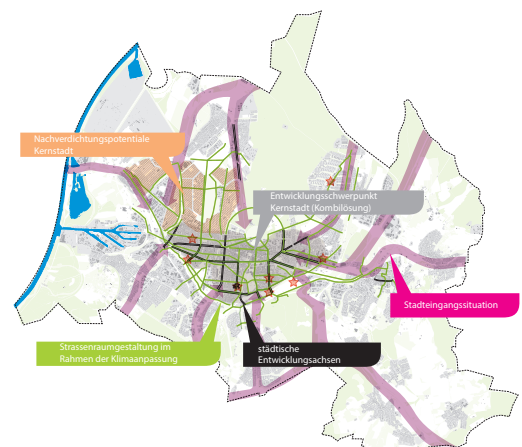 Nachverdichtungspotentiale
Kernstadt
Entwicklungsschwerpunkt
Kernstadt (Kombilösung)
Stadteingangssituation
Strassenraumgestaltung im
Rahmen der Klimaanpassung
städtische
Entwicklungsachsen